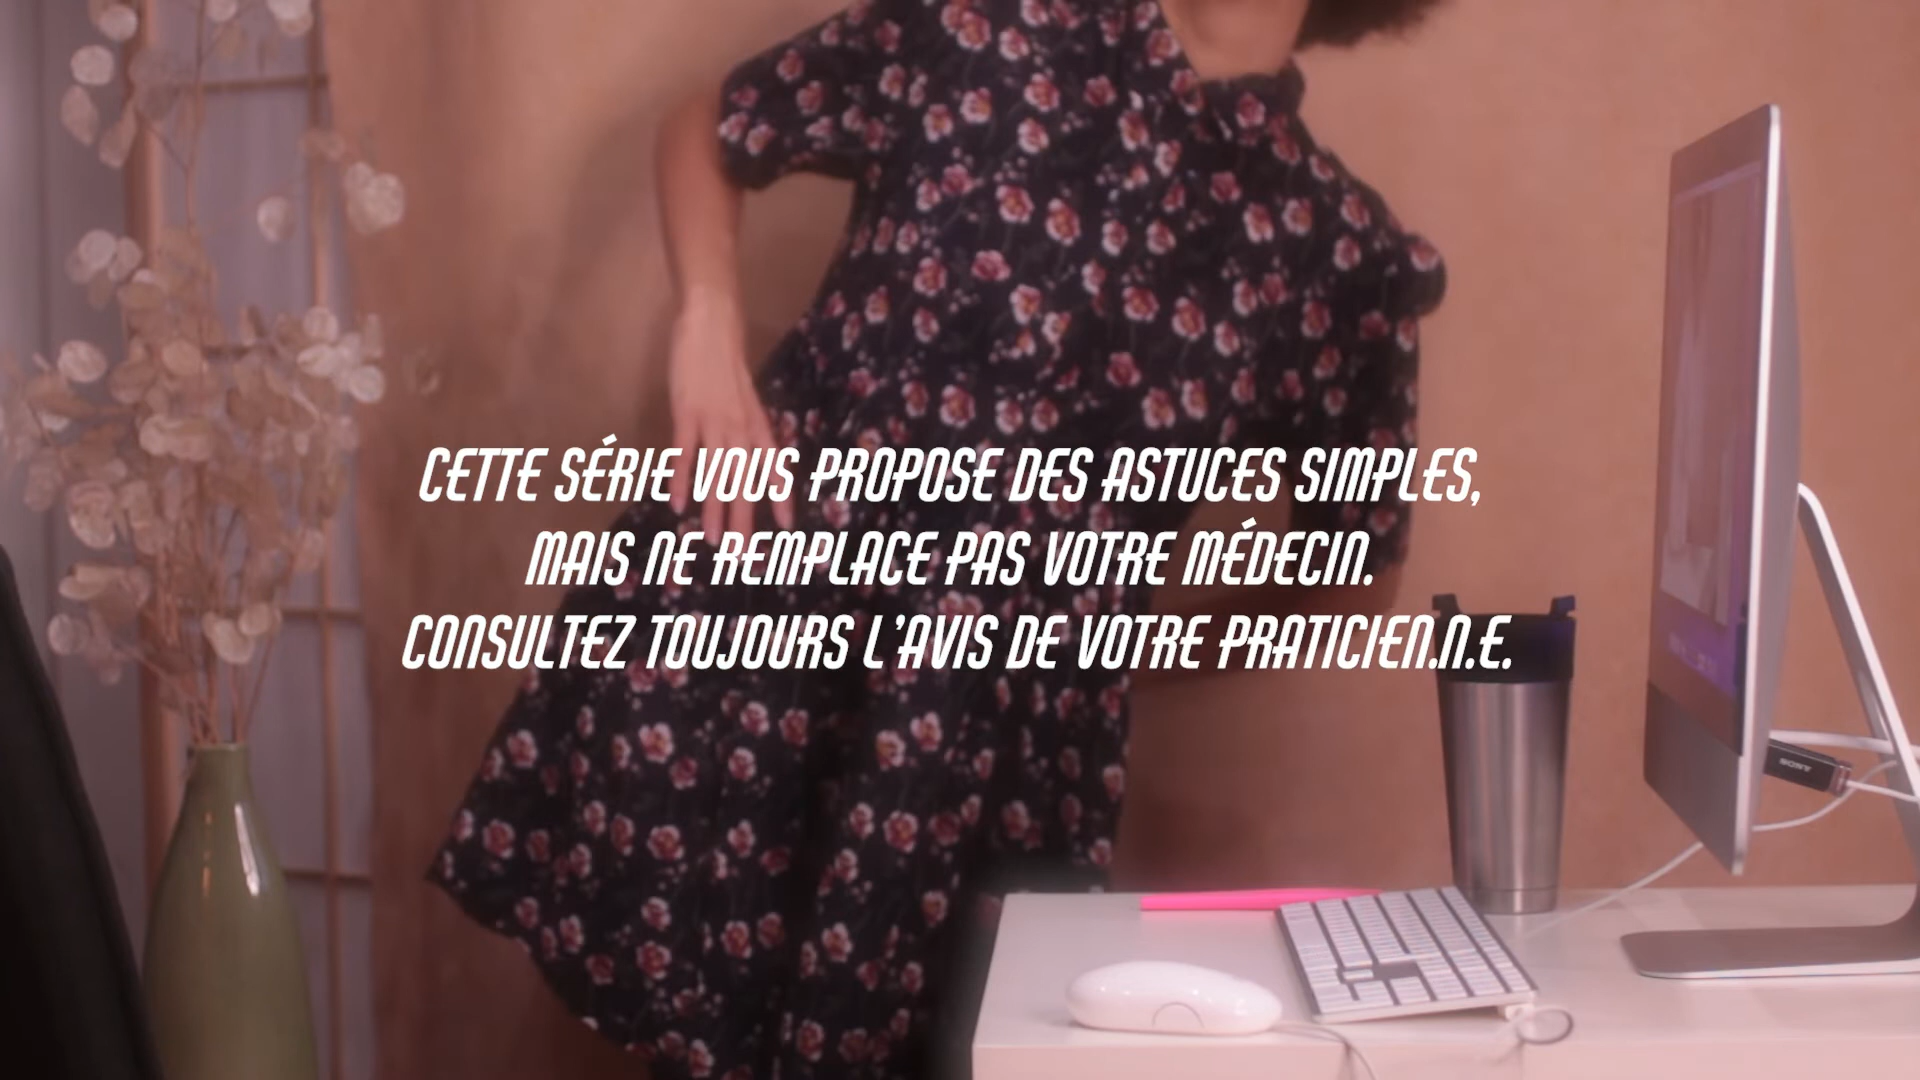 CETTE SÉRIE VOUS PROPOSE DES ASTUCES SIMPLES,
MAIS NE REMPLACE PAS VOTRE MÉDECIN.
CONSULTEZ TOUJOURS L'AVIS DE VOTRE PRATICIEN.N.E.
SONY